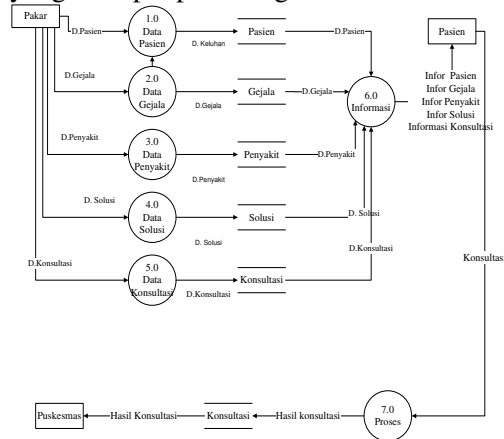 Pakar
D.Pasien
1.0
Data
Pasien
D. Keluhan
Pasien
D.Pasien
Pasien
D.Gejala
2.0
Data
Gejala
D.Gejala
Gejala
D.Gejala
6.0
Informasi
Infor Pasien
Infor Gejala
Infor Penyakit
Infor Solusi
Informasi Konsultasi
D.Penyakit
3.0
Data
Penyakit
D.Penyakit
Penyakit
D.Penyakit
D. Solusi
4.0
Data
Solusi
D. Solusi
Solusi
D. Solusi
D.Konsultasi
5.0
Data
Konsultasi
D.Konsultasi
Konsultasi
D.Konsultasi
Konsultasi
Puskesmas
Hasil Konsultasi
Konsultasi
Hasil konsultasi
7.0
Proses